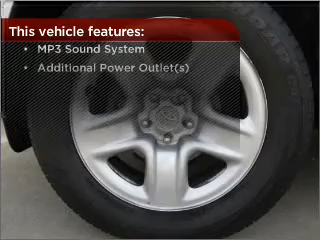 This vehicle features:
• MP3 Sound System
• Additional Power Outlet(s)